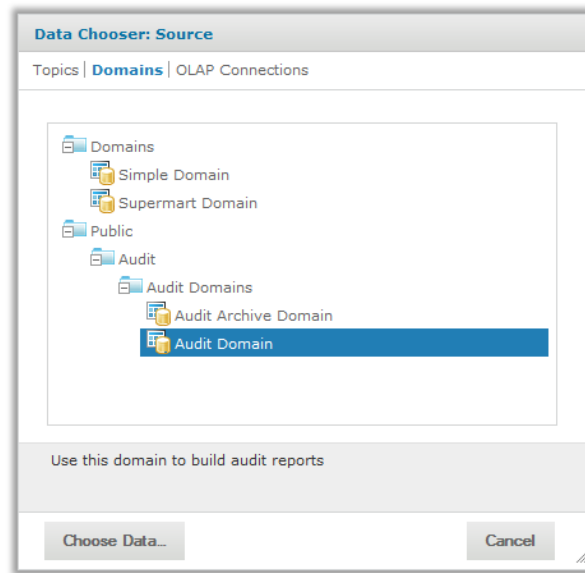 Data Chooser: Source
Topics | Domains | OLAP Connections
Domains
Simple Domain
Supermart Domain
Public
Audit
Audit Domains
Audit Archive Domain
Audit Domain
Use this domain to build audit reports
Choose Data... Cancel